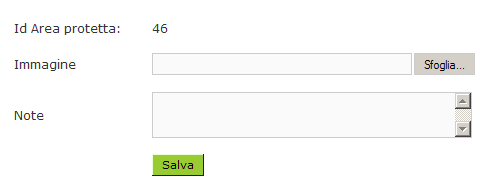 Id Area protetta: 46
Immagine Sfoglia...
Note
Salva